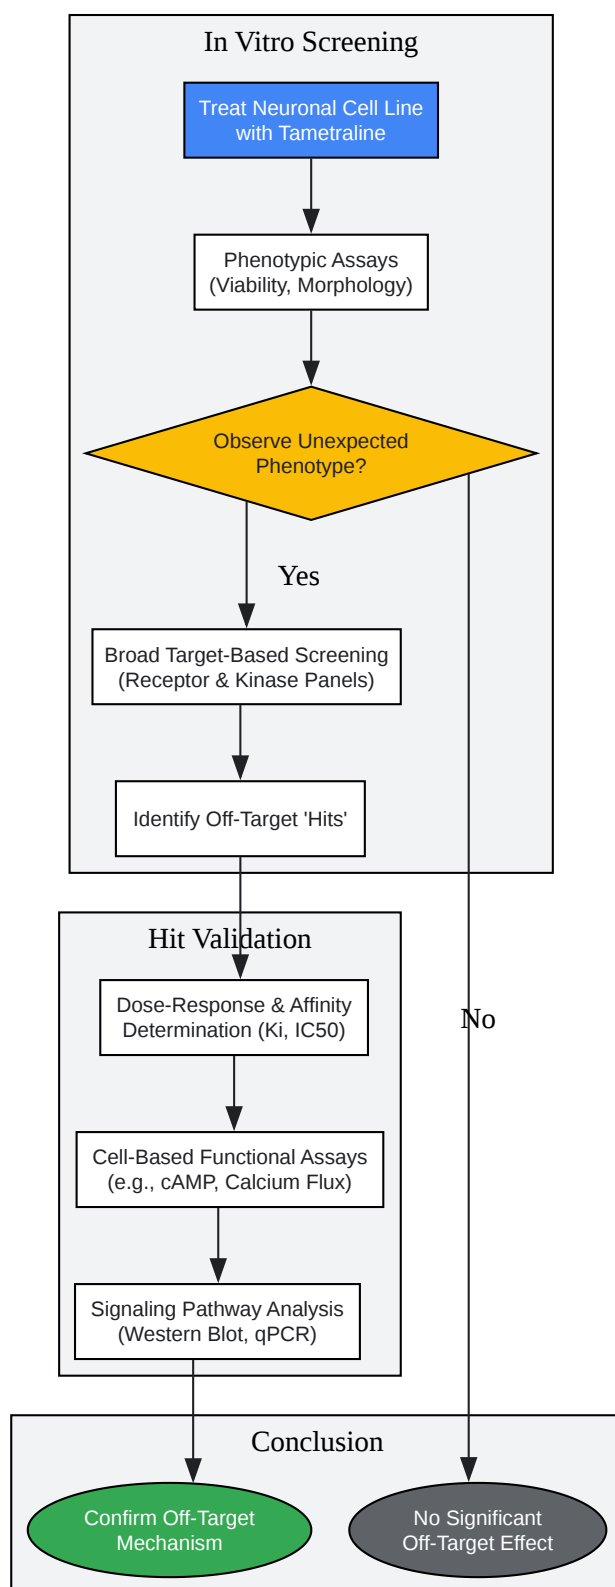 In Vitro Screening
Treat Neuronal Cell Line
with Tametraline
Phenotypic Assays
(Viability, Morphology)
Observe Unexpected
Phenotype?
Yes
Broad Target-Based Screening
(Receptor & Kinase Panels)
Identify Off-Target 'Hits'
Hit Validation
Dose-Response & Affinity
Determination (Ki, IC50)
No
Cell-Based Functional Assays
(e.g., cAMP, Calcium Flux)
Signaling Pathway Analysis
(Western Blot, qPCR)
Conclusion
Confirm Off-Target
Mechanism
No Significant
Off-Target Effect